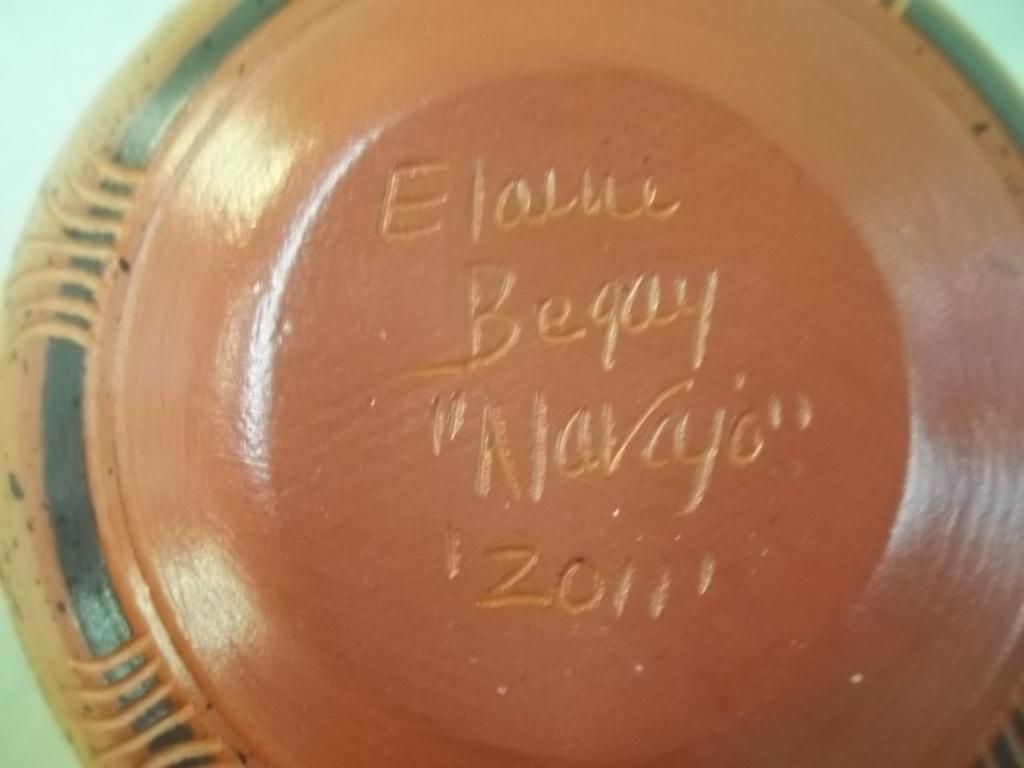 Elaine
Begay
"Navajo"
'2011'